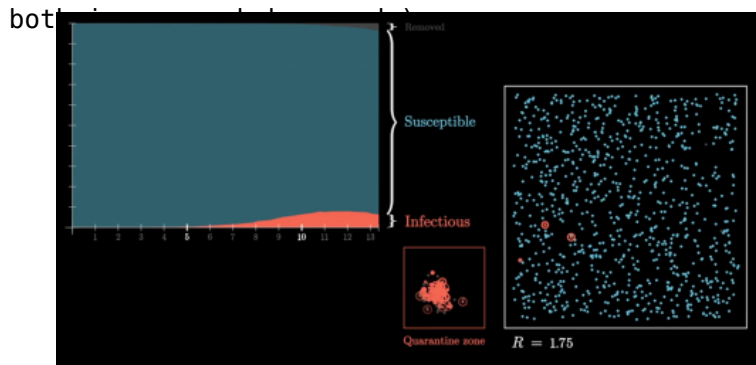 both
Removed
Susceptible
Infectious
1 2 3 4 5 6 7 8 9 10 11 12 13
Quarantine zone
R = 1.75